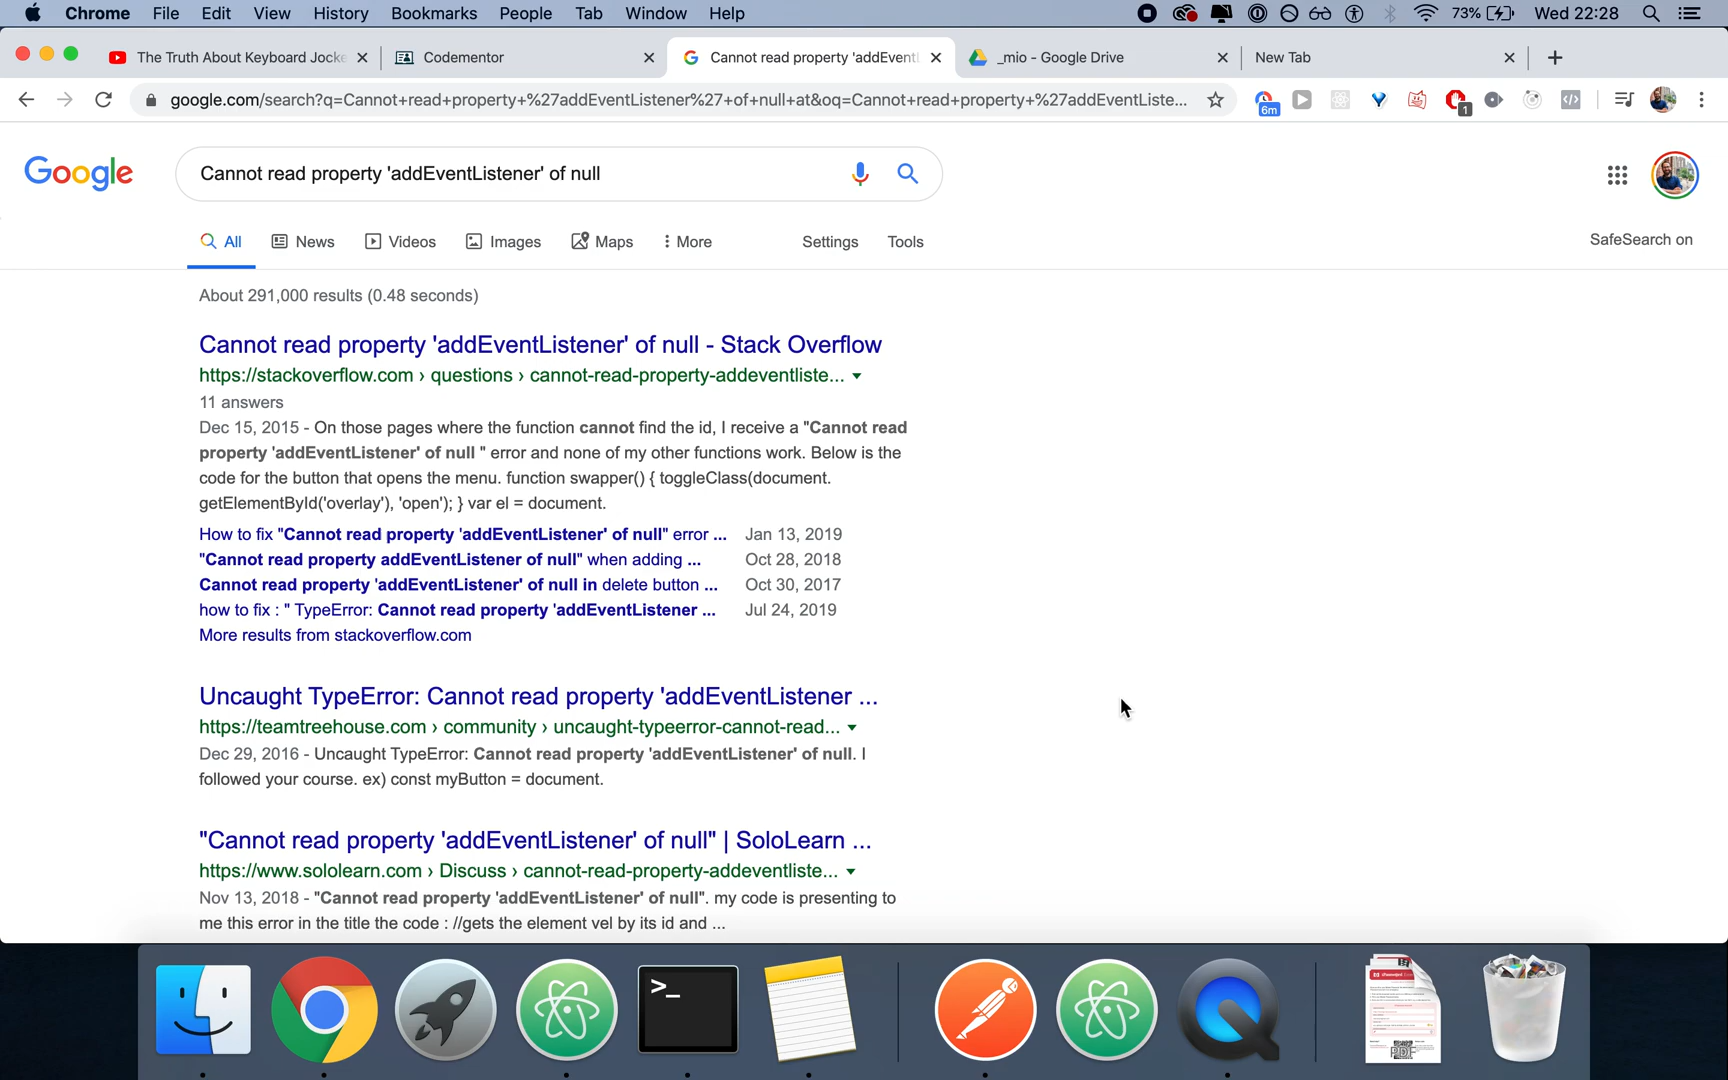 Chrome File Edit View History Bookmarks People Tab Window Help 73% Wed 22:28
The Truth About Keyboard Jocke Codementor Cannot read property 'addEventL _mio - Google Drive New Tab
google.com/search?q=Cannot+read+property+%27addEventListener%27+of+null+at&oq=Cannot+read+property+%27addEventListe... 6m 1
Google Cannot read property 'addEventListener' of null
All News Videos Images Maps More Settings Tools SafeSearch on
About 291,000 results (0.48 seconds)
Cannot read property 'addEventListener' of null - Stack Overflow
https://stackoverflow.com › questions › cannot-read-property-addeventliste...
11 answers
Dec 15, 2015 - On those pages where the function cannot find the id, I receive a "Cannot read
property 'addEventListener' of null " error and none of my other functions work. Below is the
code for the button that opens the menu. function swapper() { toggleClass(document.
getElementById('overlay'), 'open'); } var el = document.
How to fix "Cannot read property 'addEventListener' of null" error ... Jan 13, 2019
"Cannot read property addEventListener of null" when adding ... Oct 28, 2018
Cannot read property 'addEventListener' of null in delete button ... Oct 30, 2017
how to fix : " TypeError: Cannot read property 'addEventListener ... Jul 24, 2019
More results from stackoverflow.com
Uncaught TypeError: Cannot read property 'addEventListener ...
https://teamtreehouse.com › community › uncaught-typeerror-cannot-read...
Dec 29, 2016 - Uncaught TypeError: Cannot read property 'addEventListener' of null. I
followed your course. ex) const myButton = document.
"Cannot read property 'addEventListener' of null" | SoloLearn ...
https://www.sololearn.com › Discuss › cannot-read-property-addeventliste...
Nov 13, 2018 - "Cannot read property 'addEventListener' of null". my code is presenting to
me this error in the title the code : //gets the element vel by its id and ...
>_
PDF